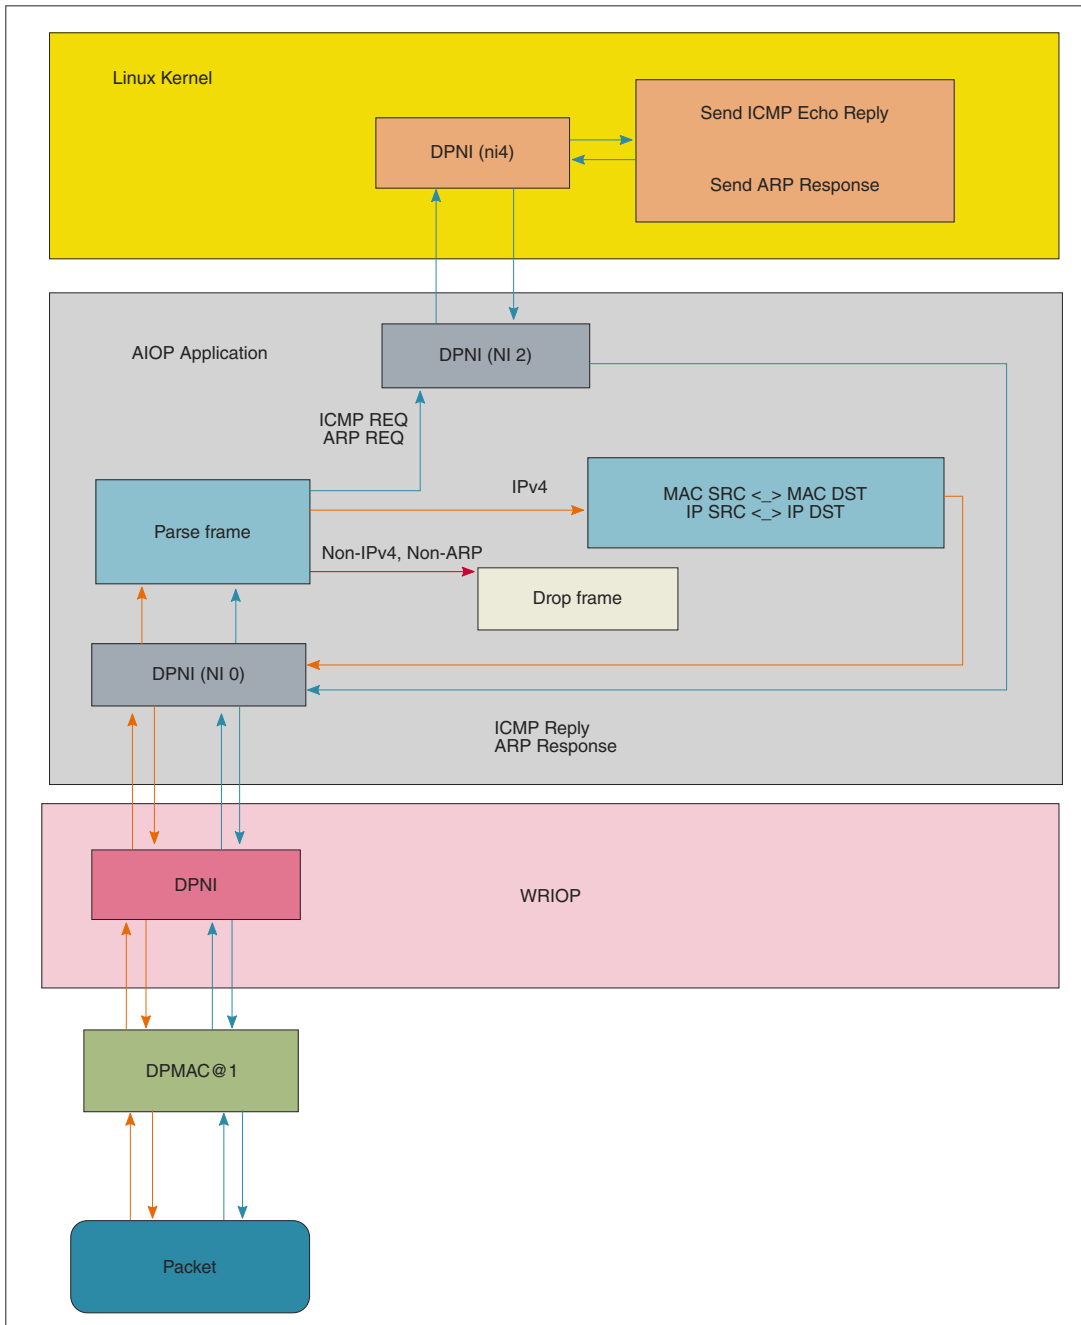 Linux Kernel
Send ICMP Echo Reply
DPNI (ni4)
Send ARP Response
AIOP Application
DPNI (NI 2)
ICMP REQ
ARP REQ
IPv4
MAC SRC <_> MAC DST
IP SRC <_> IP DST
Parse frame
Non-IPv4, Non-ARP
Drop frame
DPNI (NI 0)
ICMP Reply
ARP Response
DPNI
WRIOP
DPMAC@1
Packet